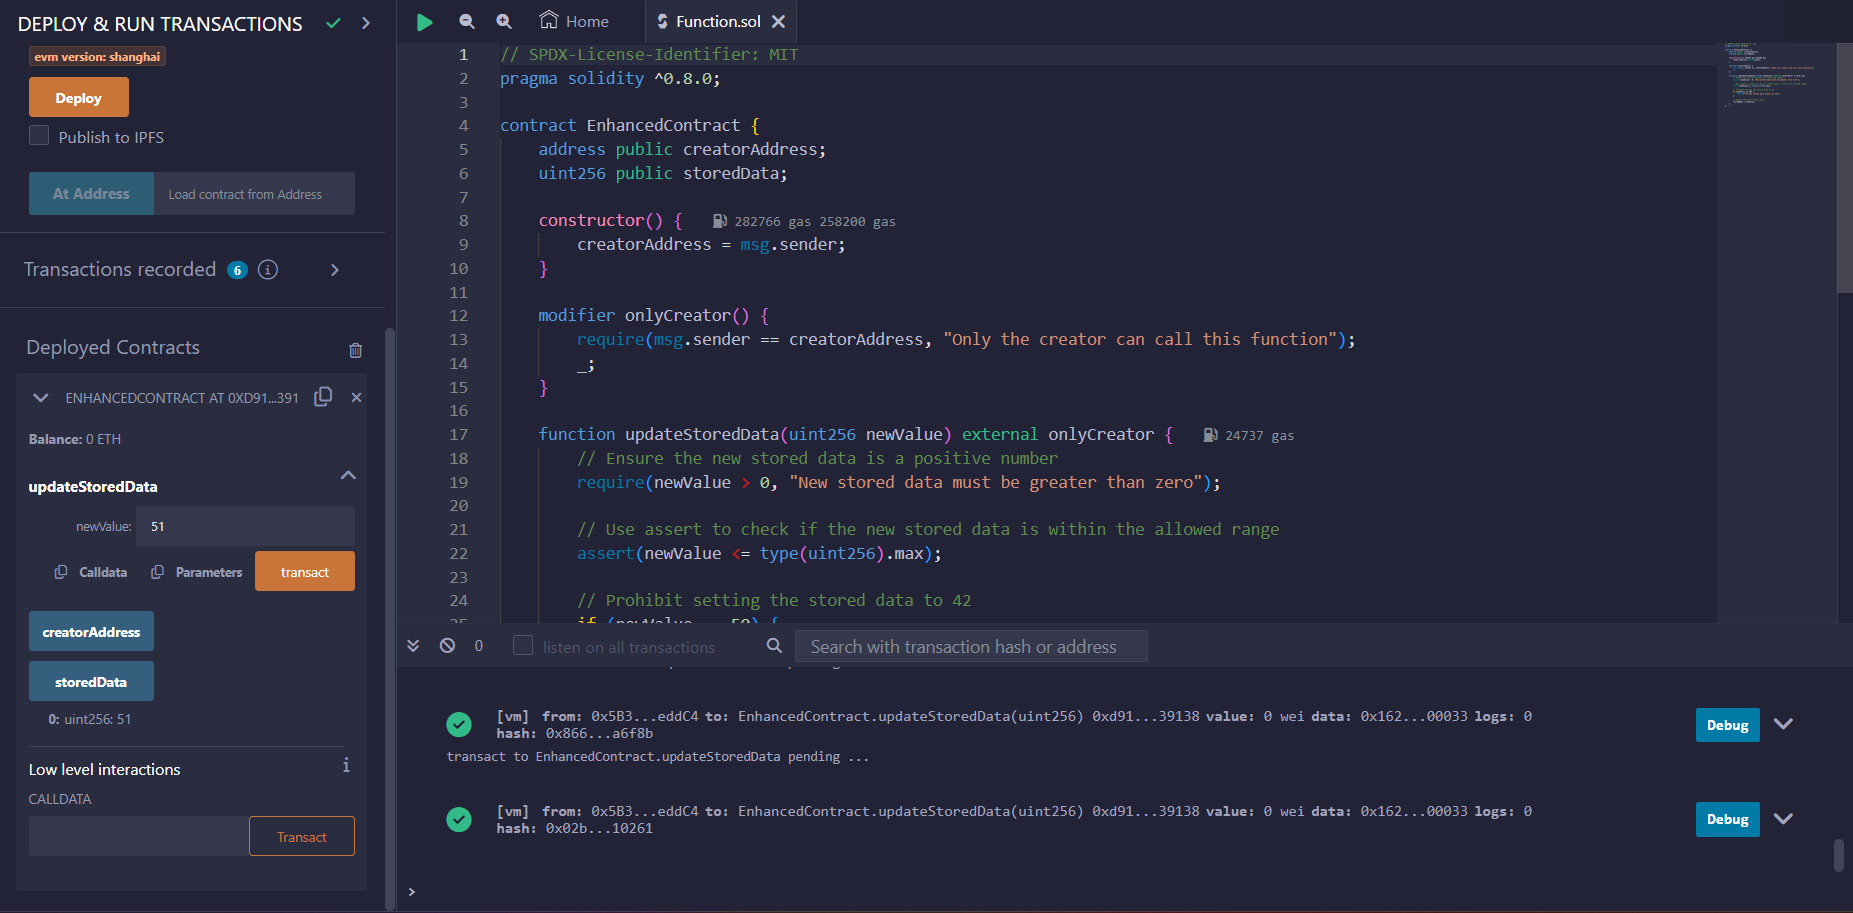 DEPLOY & RUN TRANSACTIONS
evm version: shanghai
Deploy
Publish to IPFS
At Address
Load contract from Address
Transactions recorded 6 i
Deployed Contracts
ENHANCEDCONTRACT AT 0XD91...391
Balance: 0 ETH
updateStoredData
newValue: 51
Calldata
Parameters
transact
creatorAddress
storedData
0: uint256: 51
Low level interactions i
CALLDATA
Transact
Home
Function.sol
1 // SPDX-License-Identifier: MIT
2 pragma solidity ^0.8.0;
3
4 contract EnhancedContract {
5 address public creatorAddress;
6 uint256 public storedData;
7
8 constructor() { 282766 gas 258200 gas
9 creatorAddress = msg.sender;
10 }
11
12 modifier onlyCreator() {
13 require(msg.sender == creatorAddress, "Only the creator can call this function");
14 _;
15 }
16
17 function updateStoredData(uint256 newValue) external onlyCreator { 24737 gas
18 // Ensure the new stored data is a positive number
19 require(newValue > 0, "New stored data must be greater than zero");
20
21 // Use assert to check if the new stored data is within the allowed range
22 assert(newValue <= type(uint256).max);
23
24 // Prohibit setting the stored data to 42
0
listen on all transactions
Search with transaction hash or address
[vm] from: 0x5B3...eddC4 to: EnhancedContract.updateStoredData(uint256) 0xd91...39138 value: 0 wei data: 0x162...00033 logs: 0
hash: 0x866...a6f8b
Debug
transact to EnhancedContract.updateStoredData pending ...
[vm] from: 0x5B3...eddC4 to: EnhancedContract.updateStoredData(uint256) 0xd91...39138 value: 0 wei data: 0x162...00033 logs: 0
hash: 0x02b...10261
Debug
>